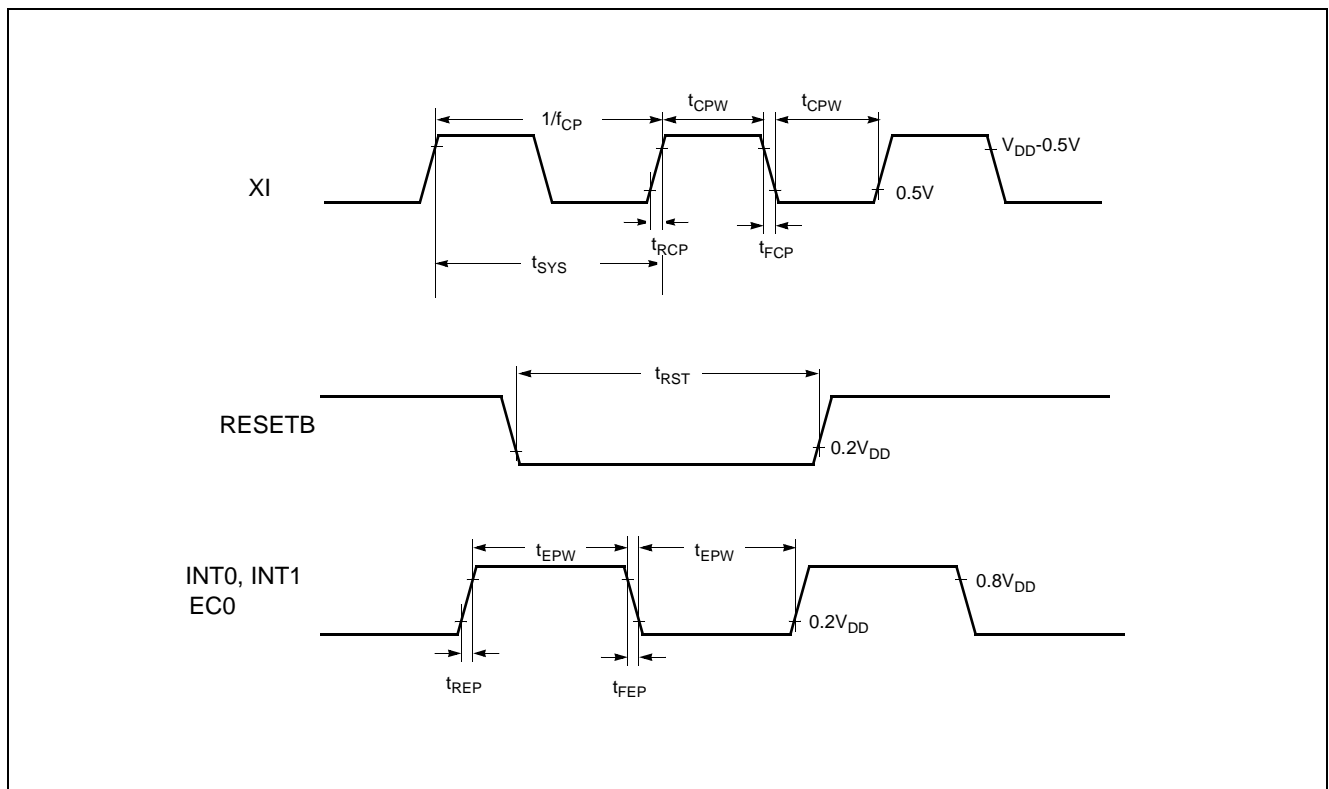 1/fCP
tCPW
tCPW
XI
VDD-0.5V
0.5V
tRCP
tFCP
tSYS
tRST
RESETB
0.2VDD
tEPW
tEPW
INT0, INT1
EC0
0.8VDD
0.2VDD
tREP
tFEP